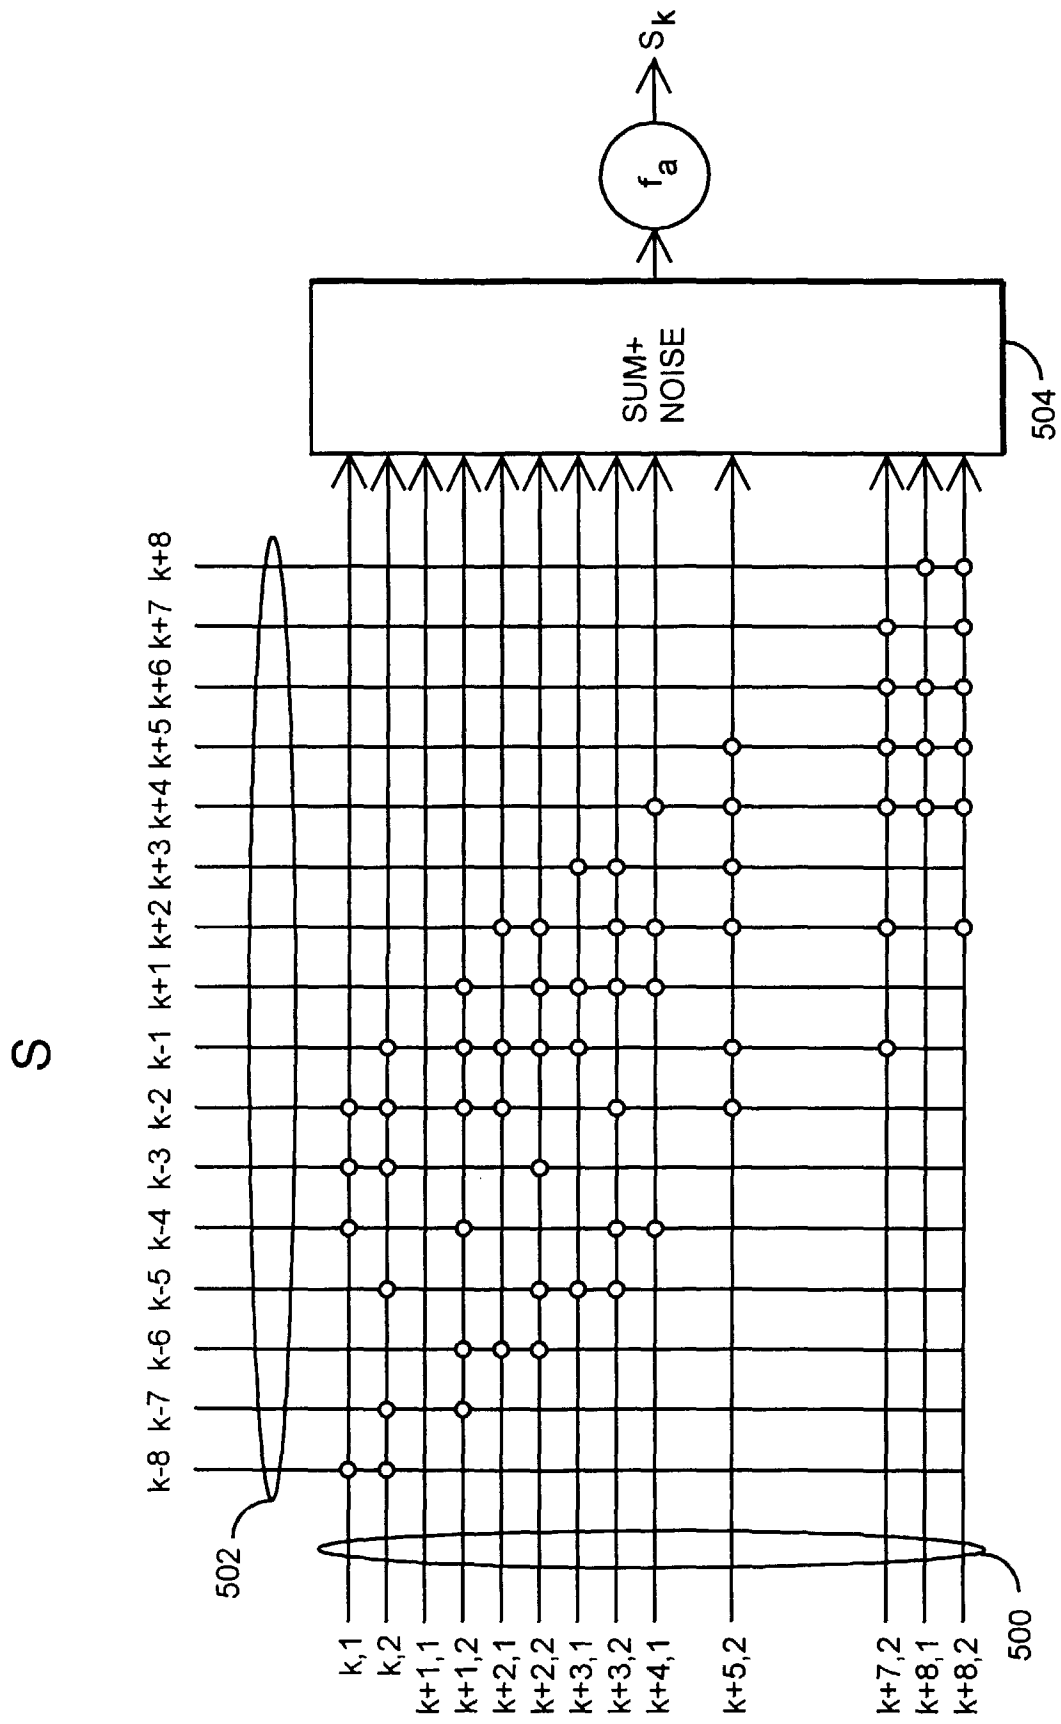 S
k-8
k-7
k-6
k-5
k-4
k-3
k-2
k-1
k+1
k+2
k+3
k+4
k+5
k+6
k+7
k+8
502
k,1
k,2
k+1,1
k+1,2
k+2,1
k+2,2
k+3,1
k+3,2
k+4,1
k+5,2
k+7,2
k+8,1
k+8,2
500
SUM+
NOISE
504
fa
Sk